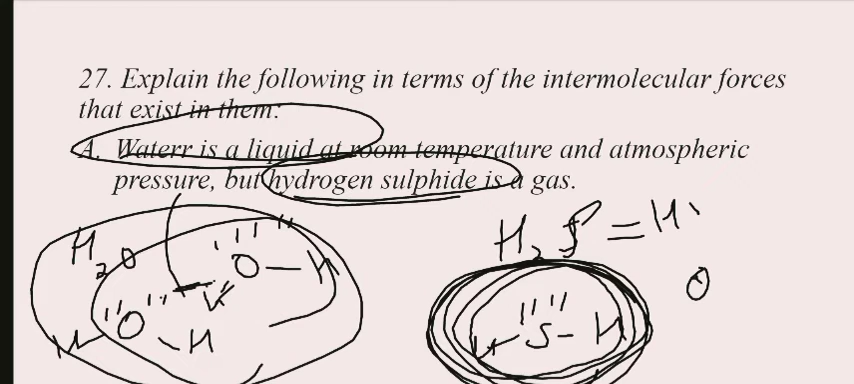 27. Explain the following in terms of the intermolecular forces
that exist in them:
A. Waterr is a liquid at room temperature and atmospheric
pressure, but hydrogen sulphide is a gas.
H2S = H
H2O
O — H
O
O – H
S – H